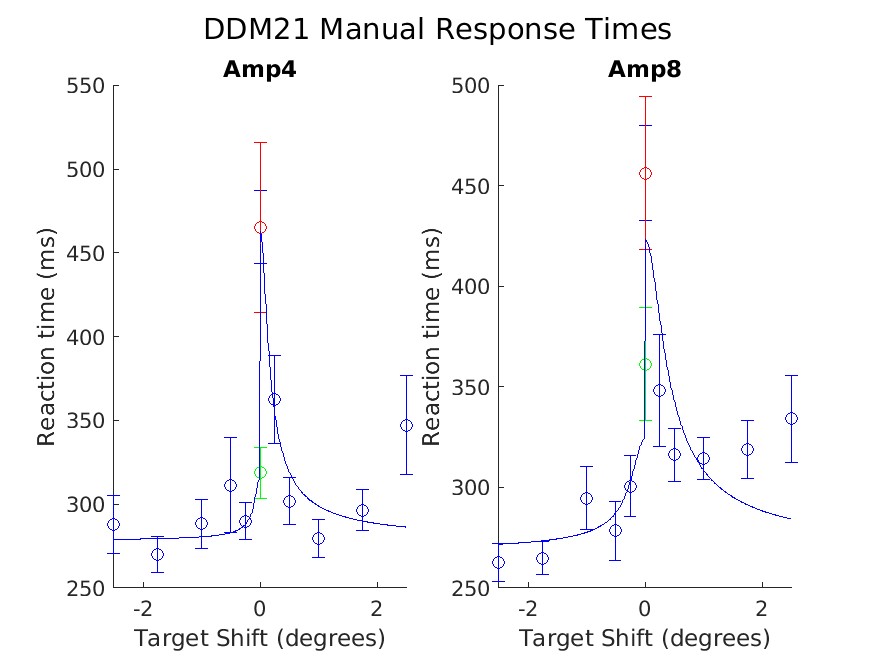 DDM21 Manual Response Times
Amp4
Amp8
550
500
450
400
350
300
250
Reaction time (ms)
-2
0
2
Target Shift (degrees)
500
450
400
350
300
250
Reaction time (ms)
-2
0
2
Target Shift (degrees)